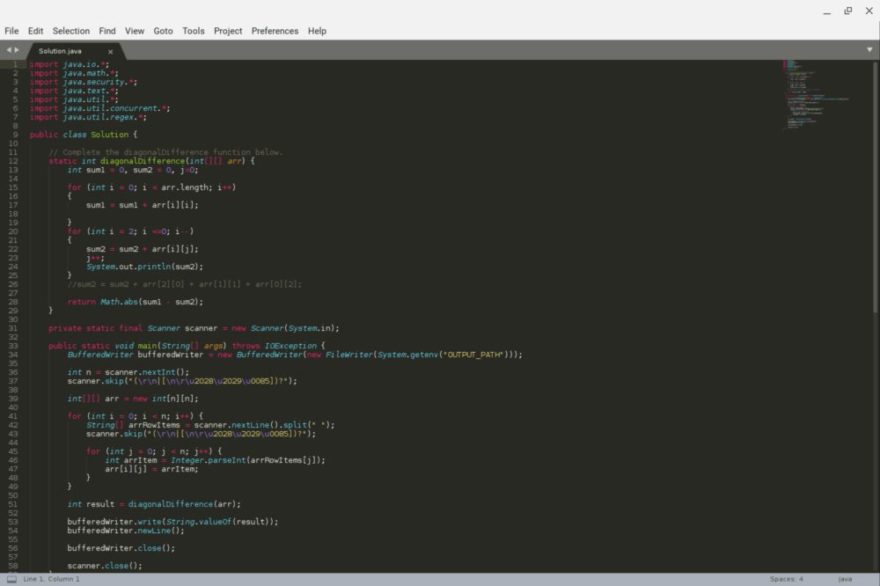 File Edit Selection Find View Goto Tools Project Preferences Help
Solution.java ×
1 import java.io.*;
2 import java.math.*;
3 import java.security.*;
4 import java.text.*;
5 import java.util.*;
6 import java.util.concurrent.*;
7 import java.util.regex.*;
8
9 public class Solution {
10
11 // Complete the diagonalDifference function below.
12 static int diagonalDifference(int[][] arr) {
13 int sum1 = 0, sum2 = 0, j=0;
14
15 for (int i = 0; i < arr.length; i++)
16 {
17 sum1 = sum1 + arr[i][i];
18
19 }
20 for (int i = 2; i <=0; i--)
21 {
22 sum2 = sum2 + arr[i][j];
23 j++;
24 System.out.println(sum2);
25 }
26 //sum2 = sum2 + arr[2][0] + arr[1][1] + arr[0][2];
27
28 return Math.abs(sum1 - sum2);
29 }
30
31 private static final Scanner scanner = new Scanner(System.in);
32
33 public static void main(String[] args) throws IOException {
34 BufferedWriter bufferedWriter = new BufferedWriter(new FileWriter(System.getenv("OUTPUT_PATH")));
35
36 int n = scanner.nextInt();
37 scanner.skip("(\r\n|[\n\r\u2028\u2029\u0085])?");
38
39 int[][] arr = new int[n][n];
40
41 for (int i = 0; i < n; i++) {
42 String[] arrRowItems = scanner.nextLine().split(" ");
43 scanner.skip("(\r\n|[\n\r\u2028\u2029\u0085])?");
44
45 for (int j = 0; j < n; j++) {
46 int arrItem = Integer.parseInt(arrRowItems[j]);
47 arr[i][j] = arrItem;
48 }
49 }
50
51 int result = diagonalDifference(arr);
52
53 bufferedWriter.write(String.valueOf(result));
54 bufferedWriter.newLine();
55
56 bufferedWriter.close();
57
58 scanner.close();
Line 1, Column 1 Spaces: 4 java